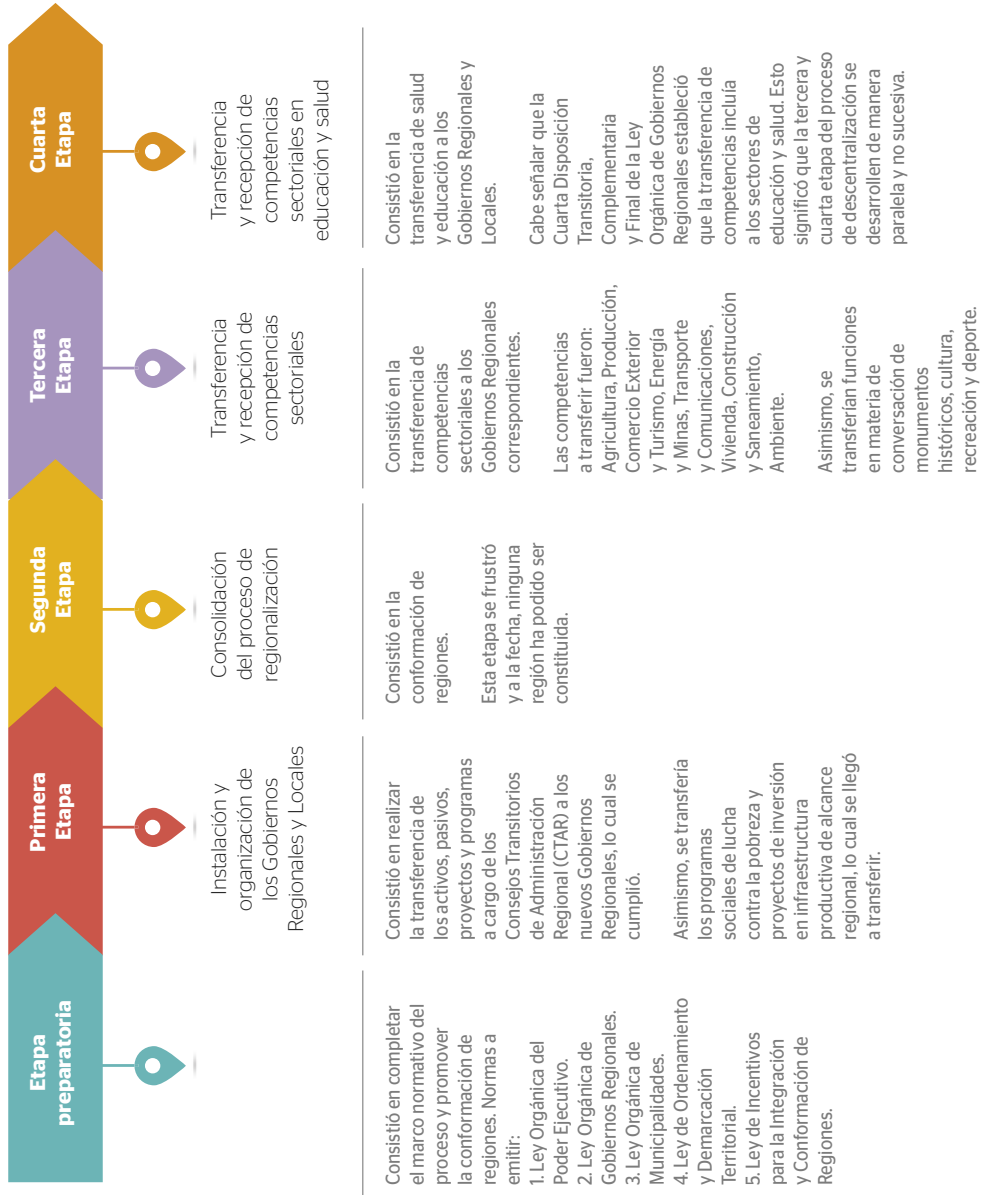 Etapa
preparatoria
Consistió en completar
el marco normativo del
proceso y promover
la conformación de
regiones. Normas a
emitir:
1. Ley Orgánica del
Poder Ejecutivo.
2. Ley Orgánica de
Gobiernos Regionales.
3. Ley Orgánica de
Municipalidades.
4. Ley de Ordenamiento
y Demarcación
Territorial.
5. Ley de Incentivos
para la Integración
y Conformación de
Regiones.
Primera
Etapa
Instalación y
organización de
los Gobiernos
Regionales y Locales
Consistió en realizar
la transferencia de
los activos, pasivos,
proyectos y programas
a cargo de los
Consejos Transitorios
de Administración
Regional (CTAR) a los
nuevos Gobiernos
Regionales, lo cual se
cumplió.
Asimismo, se transfería
los programas
sociales de lucha
contra la pobreza y
proyectos de inversión
en infraestructura
productiva de alcance
regional, lo cual se llegó
a transferir.
Segunda
Etapa
Consolidación
del proceso de
regionalización
Consistió en la
conformación de
regiones.
Esta etapa se frustró
y a la fecha, ninguna
región ha podido ser
constituida.
Tercera
Etapa
Transferencia
y recepción de
competencias
sectoriales
Consistió en la
transferencia de
competencias
sectoriales a los
Gobiernos Regionales
correspondientes.
Las competencias
a transferir fueron:
Agricultura, Producción,
Comercio Exterior
y Turismo, Energía
y Minas, Transporte
y Comunicaciones,
Vivienda, Construcción
y Saneamiento,
Ambiente.
Asimismo, se
transferían funciones
en materia de
conversación de
monumentos
históricos, cultura,
recreación y deporte.
Cuarta
Etapa
Transferencia
y recepción de
competencias
sectoriales en
educación y salud
Consistió en la
transferencia de salud
y educación a los
Gobiernos Regionales y
Locales.
Cabe señalar que la
Cuarta Disposición
Transitoria,
Complementaria
y Final de la Ley
Orgánica de Gobiernos
Regionales estableció
que la transferencia de
competencias incluía
a los sectores de
educación y salud. Esto
significó que la tercera y
cuarta etapa del proceso
de descentralización se
desarrollen de manera
paralela y no sucesiva.